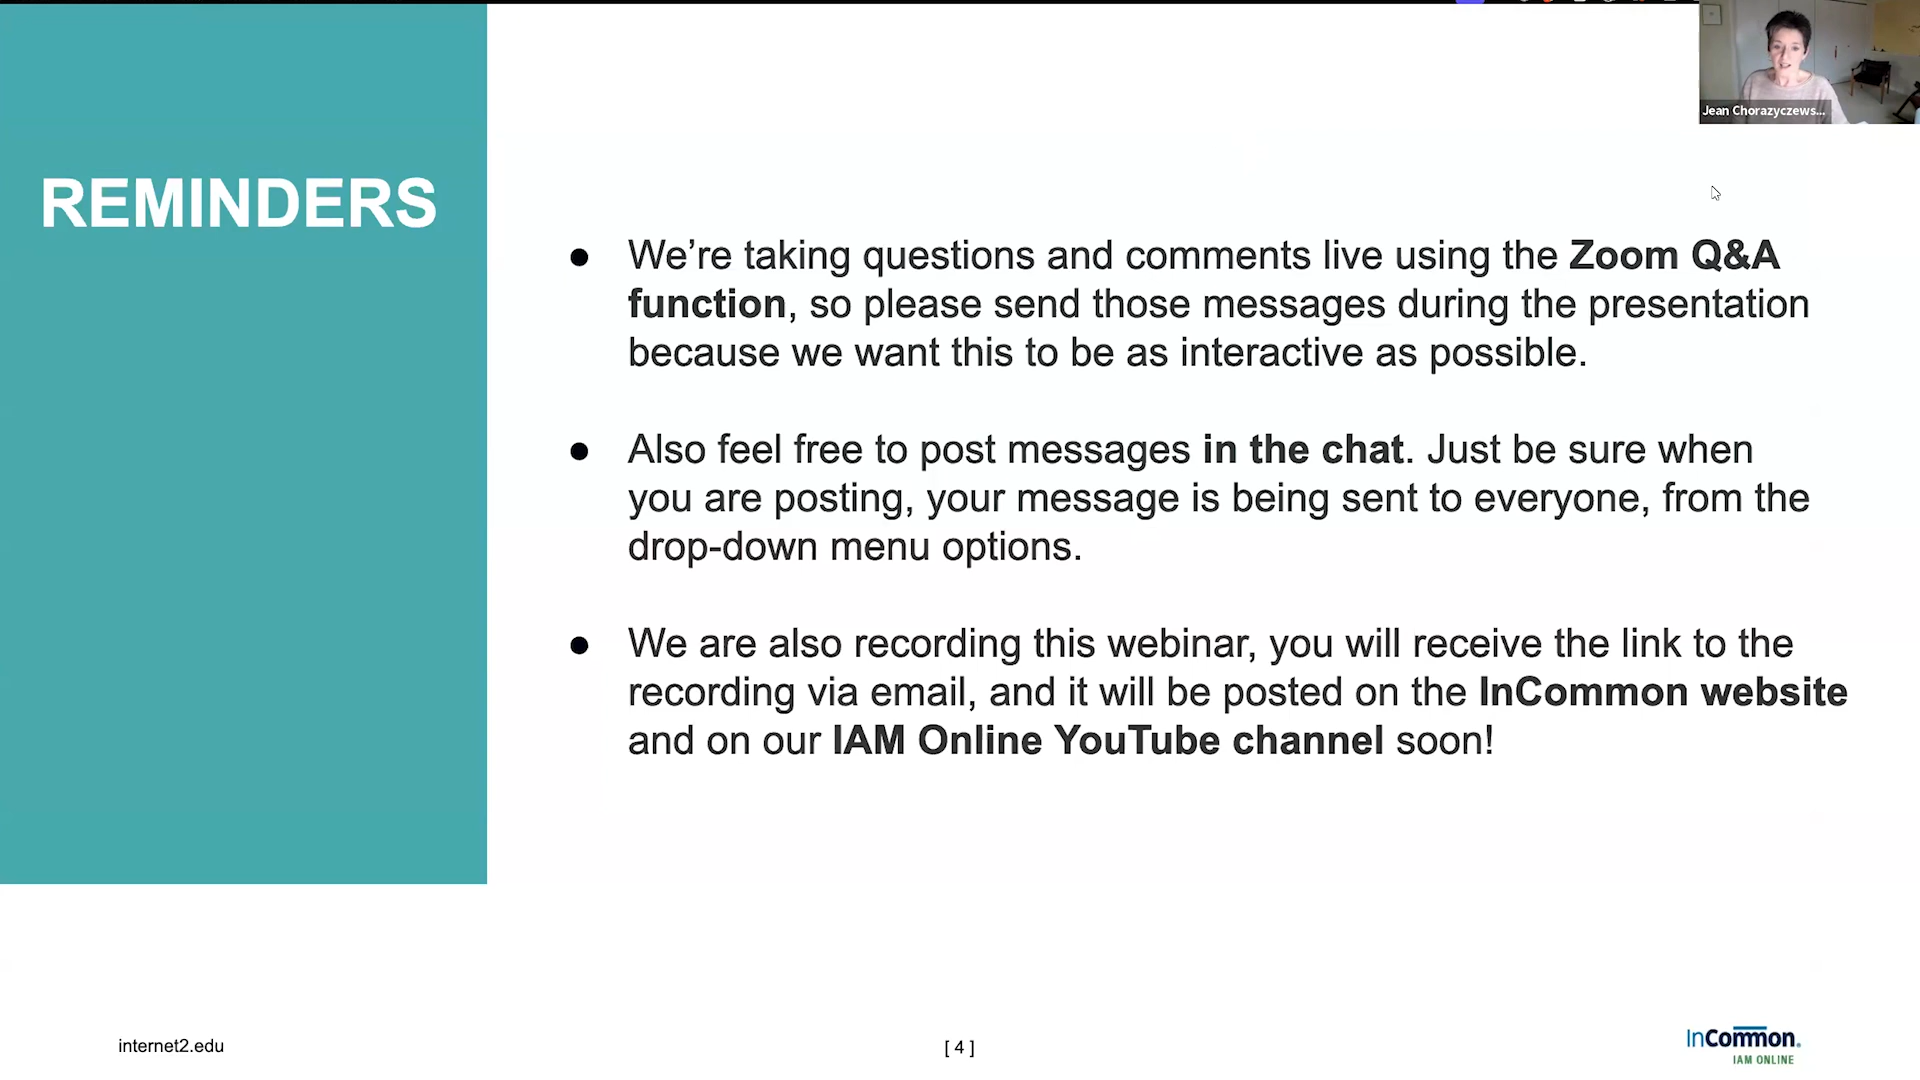 Jean Chorazyczews...
REMINDERS
● We’re taking questions and comments live using the Zoom Q&A
function, so please send those messages during the presentation
because we want this to be as interactive as possible.
● Also feel free to post messages in the chat. Just be sure when
you are posting, your message is being sent to everyone, from the
drop-down menu options.
● We are also recording this webinar, you will receive the link to the
recording via email, and it will be posted on the InCommon website
and on our IAM Online YouTube channel soon!
internet2.edu
[ 4 ]
InCommon.
IAM ONLINE